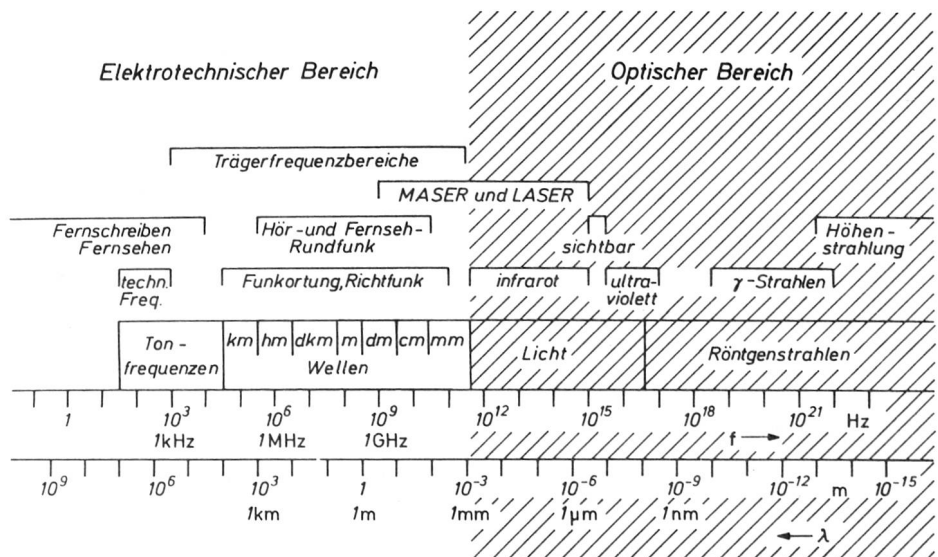 Elektrotechnischer Bereich Optischer Bereich
Trägerfrequenzbereiche
MASER und LASER
Fernschreiben
Fernsehen
Hör-und Fernseh-
Rundfunk
sichtbar
Höhen-
strahlung
techn.
Freq.
Funkortung,Richtfunk
infrarot
ultra-
violett
γ-Strahlen
Ton-
frequenzen
km hm dkm m dm cm mm
Wellen
Licht
Röntgenstrahlen
1 10³ 10⁶ 10⁹ 10¹² 10¹⁵ 10¹⁸ 10²¹ Hz
1kHz 1MHz 1GHz f →
10⁹ 10⁶ 10³ 1 10⁻³ 10⁻⁶ 10⁻⁹ 10⁻¹² m 10⁻¹⁵
1km 1m 1mm 1µm 1nm
← λ